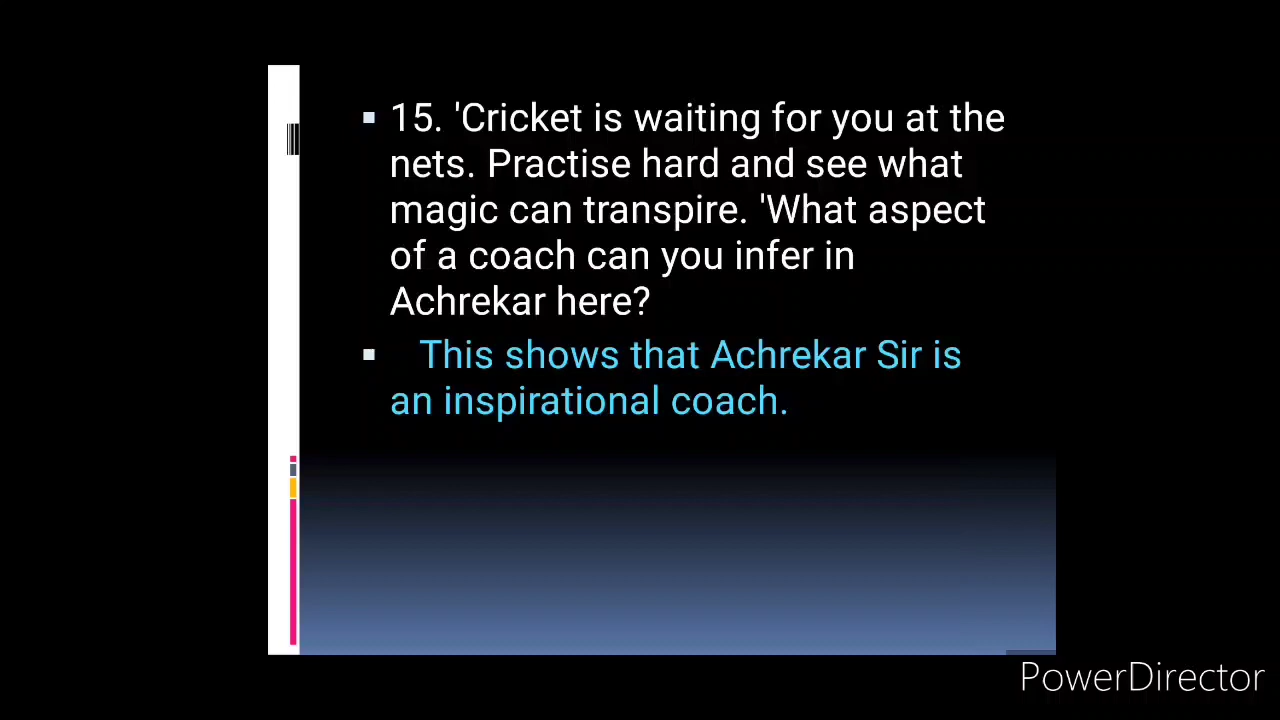 15. 'Cricket is waiting for you at the
nets. Practise hard and see what
magic can transpire. 'What aspect
of a coach can you infer in
Achrekar here?
This shows that Achrekar Sir is
an inspirational coach.
PowerDirector